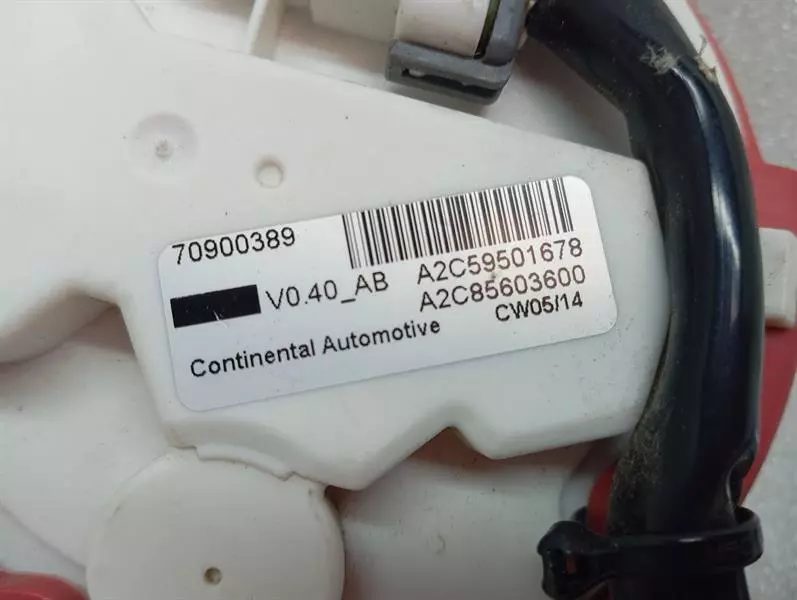 70900389
V0.40_AB A2C59501678
A2C85603600
Continental Automotive CW05/14